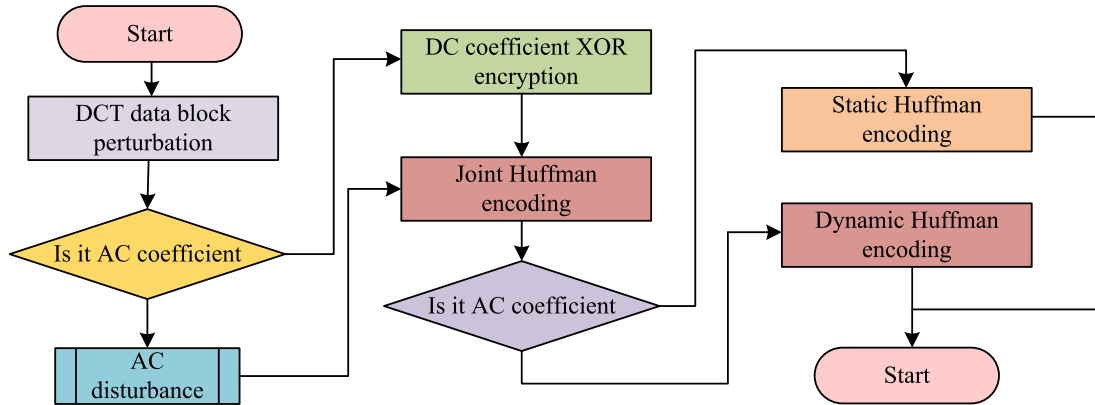 Start
DCT data block
perturbation
Is it AC coefficient
AC
disturbance
DC coefficient XOR
encryption
Joint Huffman
encoding
Is it AC coefficient
Static Huffman
encoding
Dynamic Huffman
encoding
Start